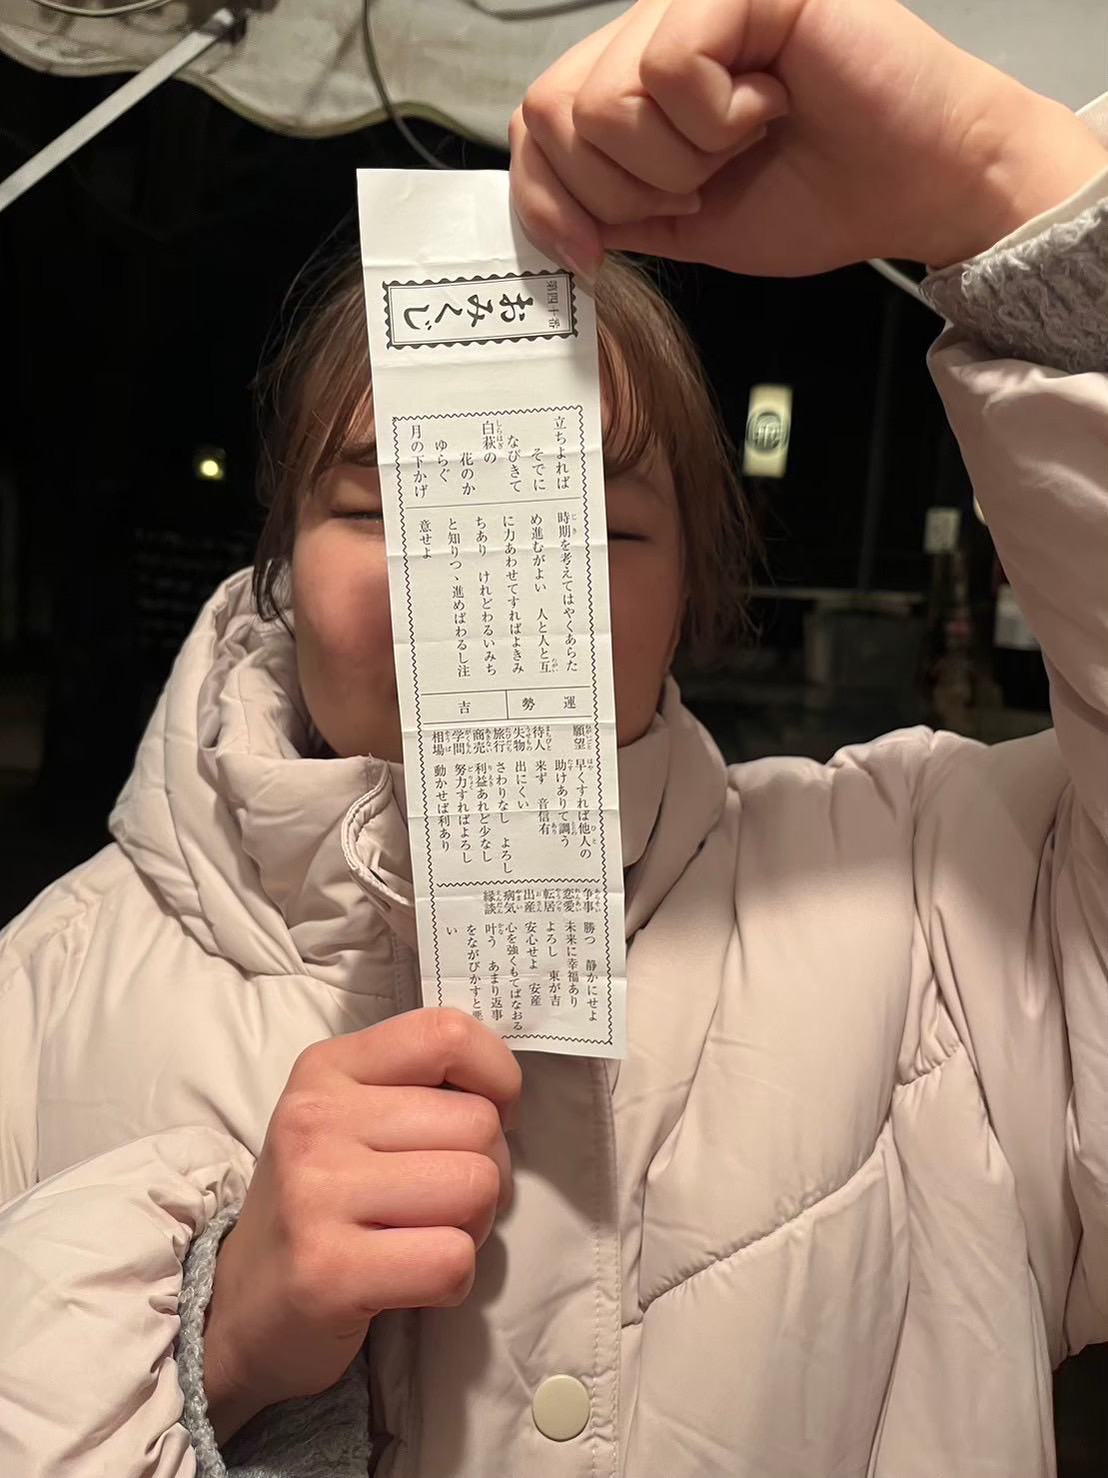 第四十番
おみくじ
立ちよれば
そでに
なびきて
白萩の
花のか
ゆらぐ
月の下かげ
時期を考えてはやくあらた
め進むがよい 人と人と互
に力あわせてすればよきみ
ちあり けれどわるいみち
と知りつゝ進めばわるし注
意せよ
運勢 吉
願望 早くすれば他人の
助けありて調う
待人 来ず 音信有
失物 出にくい
旅行 さわりなし よろし
商売 利益あれど少なし
学問 努力すればよろし
相場 動かせば利あり
争事 勝つ 静かにせよ
恋愛 未来に幸福あり
転居 よろし 東が吉
出産 安心せよ 安産
病気 心を強くもてばなおる
縁談 叶う あまり返事
をながびかすと悪
い